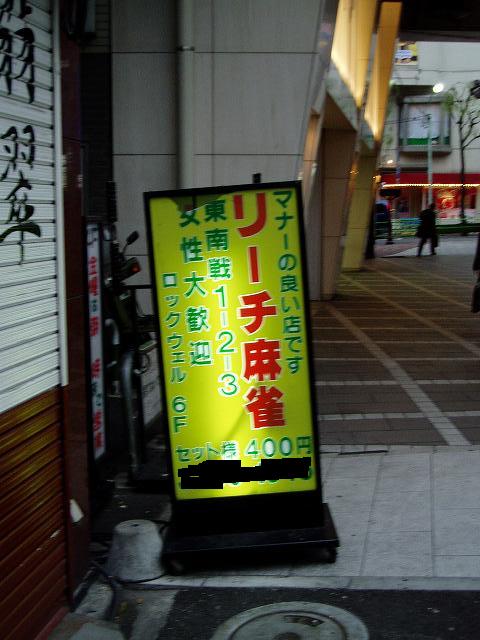 マナーの良い店です
リーチ麻雀
東南戦1-2-3
女性大歓迎
ロックウェル 6F
セット様 400円